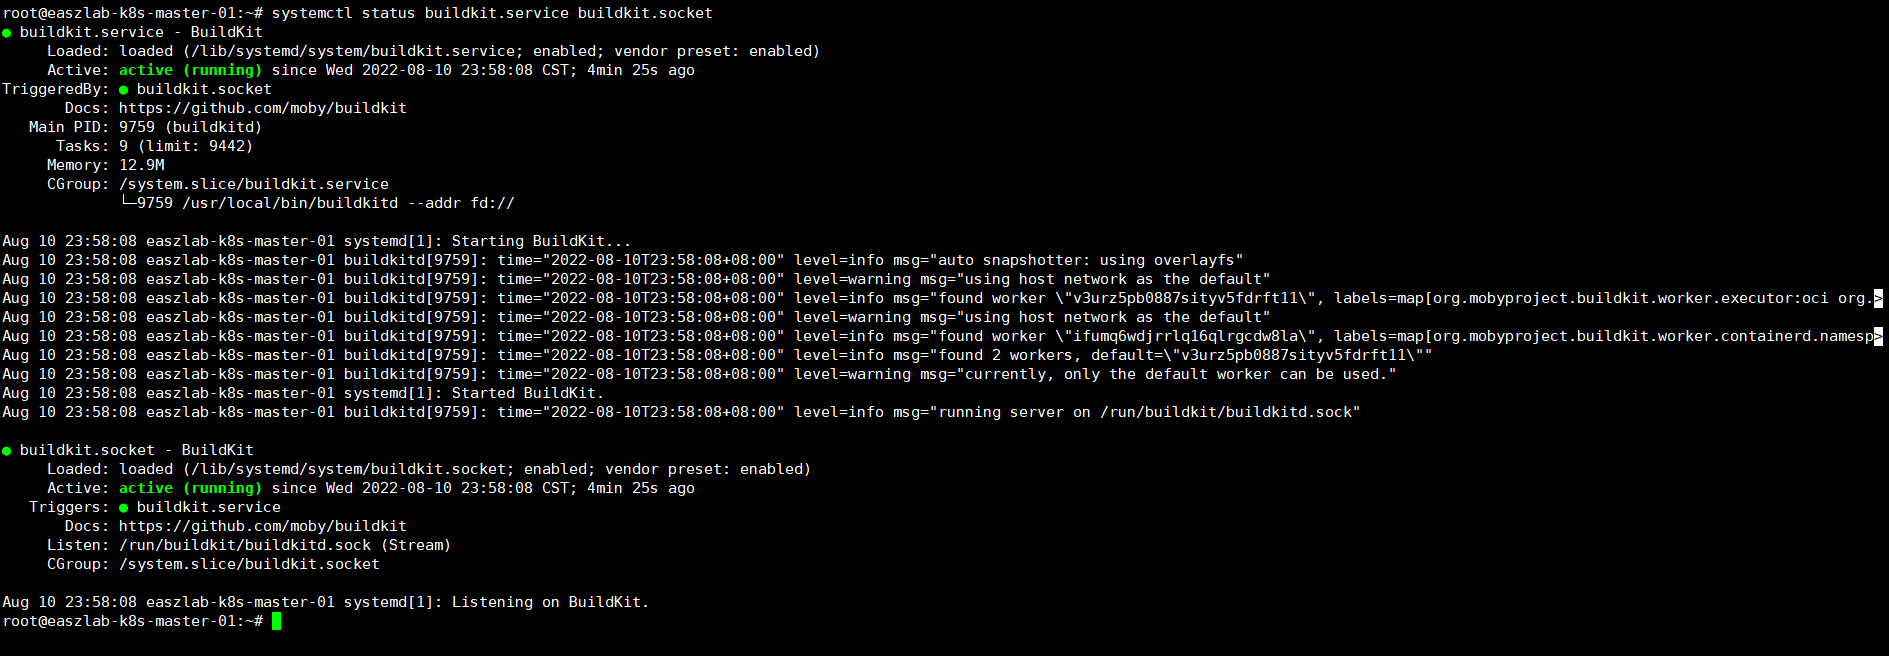 root@easzlab-k8s-master-01:~# systemctl status buildkit.service buildkit.socket
● buildkit.service - BuildKit
     Loaded: loaded (/lib/systemd/system/buildkit.service; enabled; vendor preset: enabled)
     Active: active (running) since Wed 2022-08-10 23:58:08 CST; 4min 25s ago
TriggeredBy: ● buildkit.socket
       Docs: https://github.com/moby/buildkit
   Main PID: 9759 (buildkitd)
      Tasks: 9 (limit: 9442)
     Memory: 12.9M
     CGroup: /system.slice/buildkit.service
             └─9759 /usr/local/bin/buildkitd --addr fd://
Aug 10 23:58:08 easzlab-k8s-master-01 systemd[1]: Starting BuildKit...
Aug 10 23:58:08 easzlab-k8s-master-01 buildkitd[9759]: time="2022-08-10T23:58:08+08:00" level=info msg="auto snapshotter: using overlayfs"
Aug 10 23:58:08 easzlab-k8s-master-01 buildkitd[9759]: time="2022-08-10T23:58:08+08:00" level=warning msg="using host network as the default"
Aug 10 23:58:08 easzlab-k8s-master-01 buildkitd[9759]: time="2022-08-10T23:58:08+08:00" level=info msg="found worker \"v3urz5pb0887sityv5fdrft11\", labels=map[org.mobyproject.buildkit.worker.executor:oci org.>
Aug 10 23:58:08 easzlab-k8s-master-01 buildkitd[9759]: time="2022-08-10T23:58:08+08:00" level=warning msg="using host network as the default"
Aug 10 23:58:08 easzlab-k8s-master-01 buildkitd[9759]: time="2022-08-10T23:58:08+08:00" level=info msg="found worker \"ifumq6wdjrrlq16qlrgcdw8la\", labels=map[org.mobyproject.buildkit.worker.containerd.namesp>
Aug 10 23:58:08 easzlab-k8s-master-01 buildkitd[9759]: time="2022-08-10T23:58:08+08:00" level=info msg="found 2 workers, default=\"v3urz5pb0887sityv5fdrft11\""
Aug 10 23:58:08 easzlab-k8s-master-01 buildkitd[9759]: time="2022-08-10T23:58:08+08:00" level=warning msg="currently, only the default worker can be used."
Aug 10 23:58:08 easzlab-k8s-master-01 systemd[1]: Started BuildKit.
Aug 10 23:58:08 easzlab-k8s-master-01 buildkitd[9759]: time="2022-08-10T23:58:08+08:00" level=info msg="running server on /run/buildkit/buildkitd.sock"
● buildkit.socket - BuildKit
     Loaded: loaded (/lib/systemd/system/buildkit.socket; enabled; vendor preset: enabled)
     Active: active (running) since Wed 2022-08-10 23:58:08 CST; 4min 25s ago
   Triggers: ● buildkit.service
       Docs: https://github.com/moby/buildkit
     Listen: /run/buildkit/buildkitd.sock (Stream)
     CGroup: /system.slice/buildkit.socket
Aug 10 23:58:08 easzlab-k8s-master-01 systemd[1]: Listening on BuildKit.
root@easzlab-k8s-master-01:~#